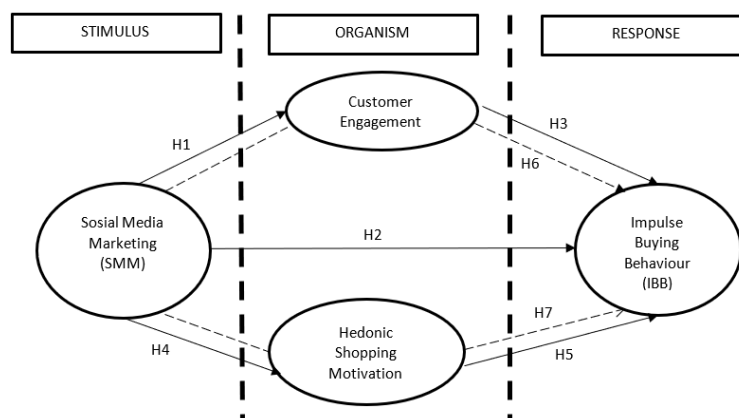 STIMULUS
ORGANISM
RESPONSE
Customer
Engagement
H1
H3
H6
Sosial Media
Marketing
(SMM)
H2
Impulse
Buying
Behaviour
(IBB)
H4
Hedonic
Shopping
Motivation
H7
H5